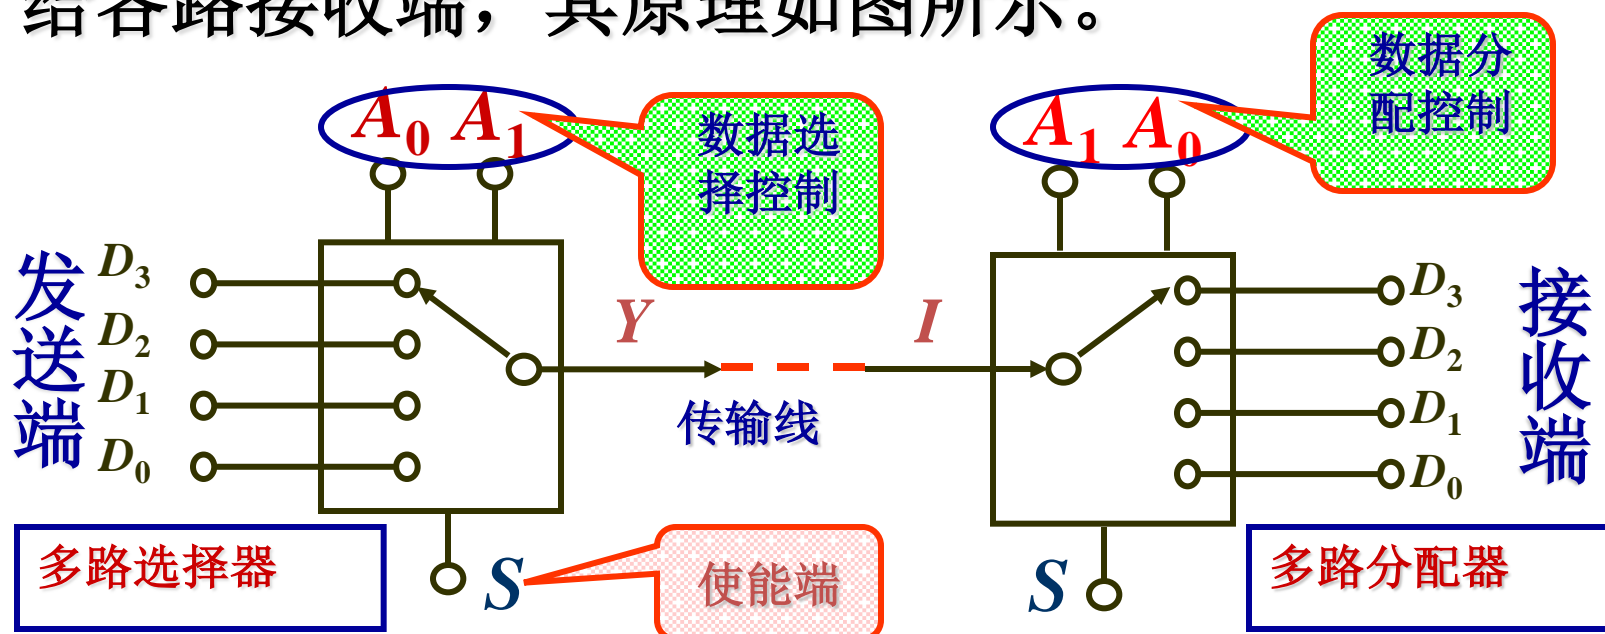 给各路接收端，其原理如图所示。
数据分
配控制
A0 A1
数据选
择控制
A1 A0
发送端
D3
D2
D1
D0
Y
I
传输线
D3
D2
D1
D0
接收端
多路选择器
S
使能端
S
多路分配器